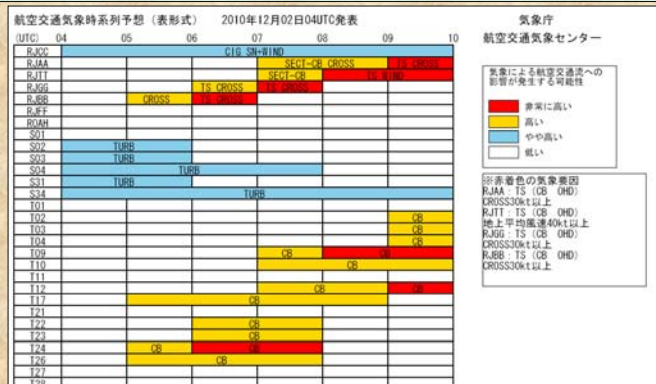 航空交通気象時系列予想（表形式） 2010年12月02日04UTC発表
気象庁
航空交通気象センター
(UTC) 04 05 06 07 08 09 10
RJCC CIG SN+WIND
RJAA SECT-CB CROSS TS CROSS
RJTT SECT-CB TS WIND
RJGG TS CROSS TS CROSS
RJBB CROSS TS CROSS
RJFF
ROAH
S01
S02 TURB
S03 TURB
S04 TURB
S31 TURB
S34 TURB
T01
T02 CB
T03 CB
T04 CB
T09 CB CB
T10 CB
T11
T12 CB CB
T17 CB
T21
T22 CB
T23 CB
T24 CB CB
T26 CB
T27
T28
気象による航空交通流への
影響が発生する可能性
非常に高い
高い
やや高い
低い
※赤着色の気象要因
RJAA：TS（CB OHD）
CROSS30kt以上
RJTT：TS（CB OHD）
地上平均風速40kt以上
RJGG：TS（CB OHD）
CROSS30kt以上
RJBB：TS（CB OHD）
CROSS30kt以上